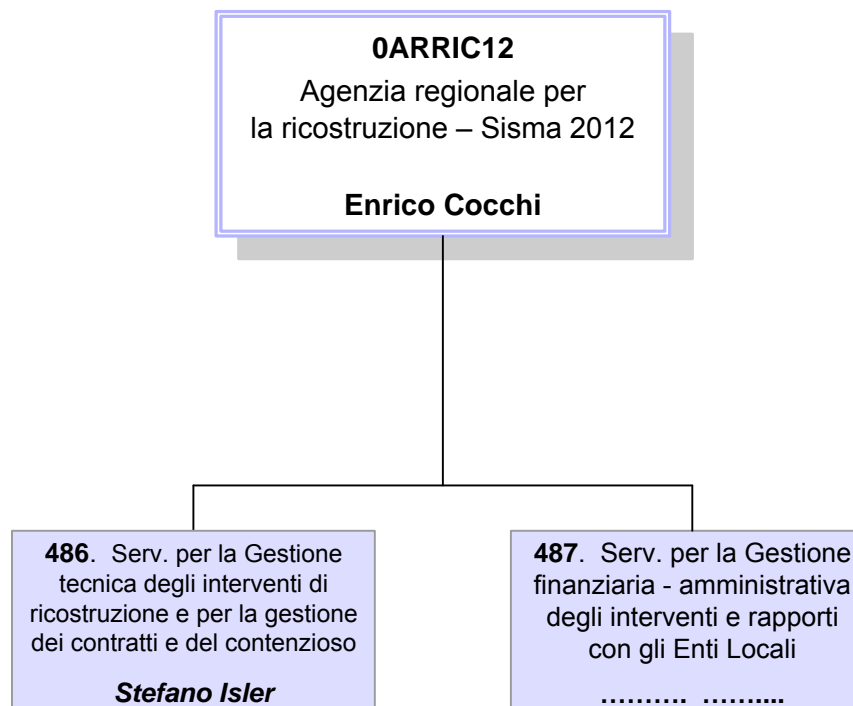 0ARRIC12
Agenzia regionale per
la ricostruzione – Sisma 2012
Enrico Cocchi
486. Serv. per la Gestione
tecnica degli interventi di
ricostruzione e per la gestione
dei contratti e del contenzioso
Stefano Isler
487. Serv. per la Gestione
finanziaria - amministrativa
degli interventi e rapporti
con gli Enti Locali
………. ……....